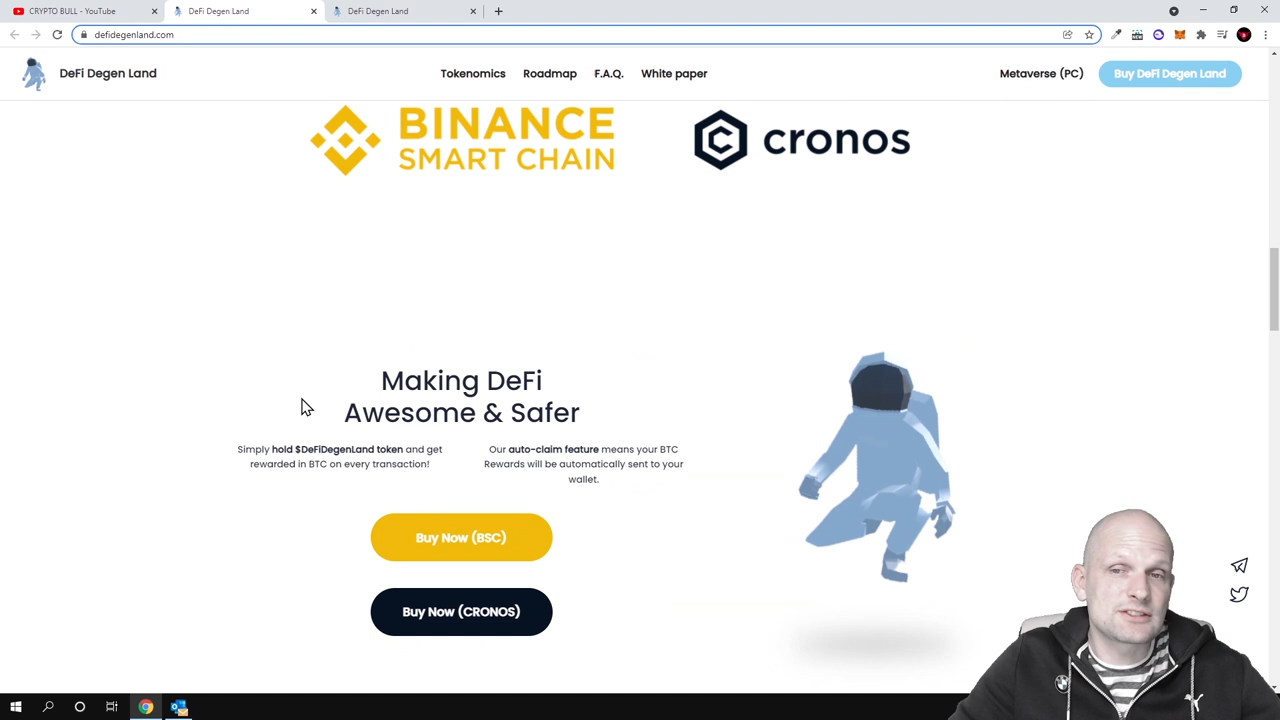 CRYPTO BULL - YouTube
DeFi Degen Land
DeFi Degen Land
defidegenland.com
DeFi Degen Land
Tokenomics
Roadmap
F.A.Q.
White paper
Metaverse (PC)
Buy DeFi Degen Land
BINANCE
SMART CHAIN
cronos
Making DeFi
Awesome & Safer
Simply hold $DeFiDegenLand token and get
rewarded in BTC on every transaction!
Our auto-claim feature means your BTC
Rewards will be automatically sent to your
wallet.
Buy Now (BSC)
Buy Now (CRONOS)